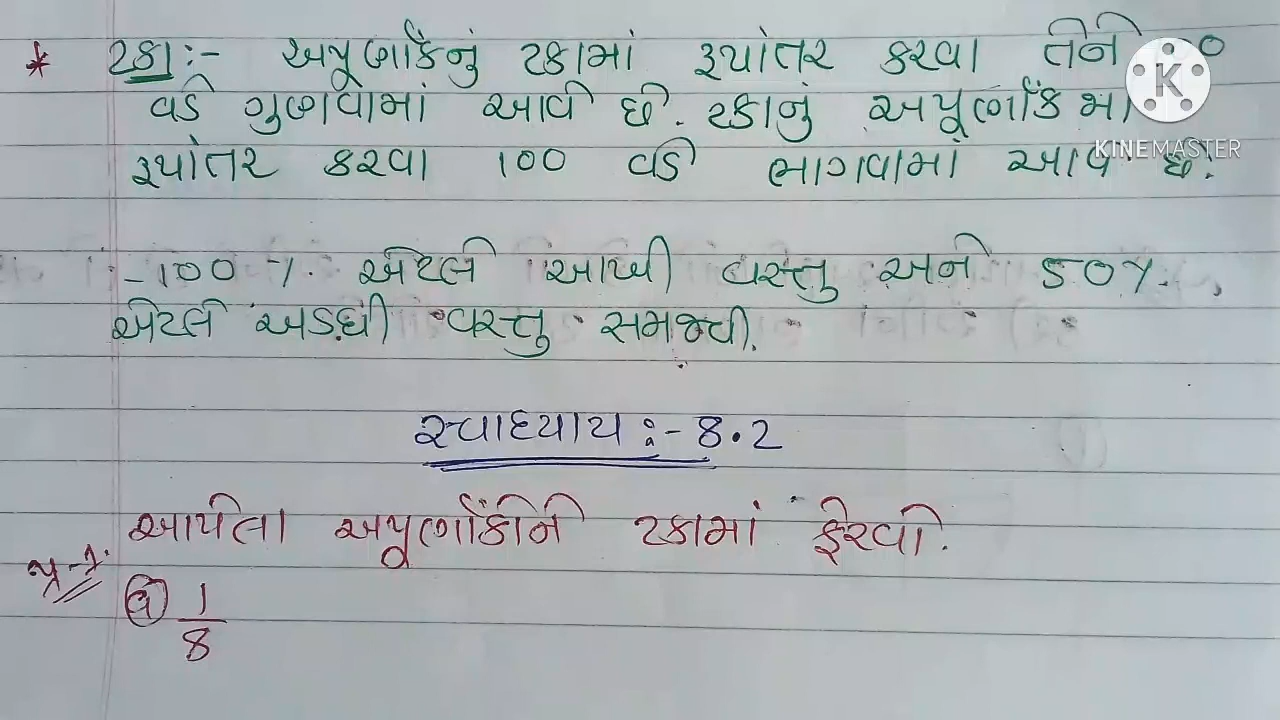 * ટકા :- અપૂર્ણાંકનું ટકામાં રૂપાંતર કરવા તેને
વડે ગુણવામાં આવે છે. ટકાનું અપૂર્ણાંકમાં
રૂપાંતર કરવા 100 વડે ભાગવામાં આવે છે.
KINEMASTER
- 100 %. એટલે આખી વસ્તુ અને 50%.
એટલે અડધી વસ્તુ સમજવી.
સ્વાધ્યાય :- 8.2
આપેલા અપૂર્ણાંકોને ટકામાં ફેરવો.
પ્ર-1.
(a) 1/8